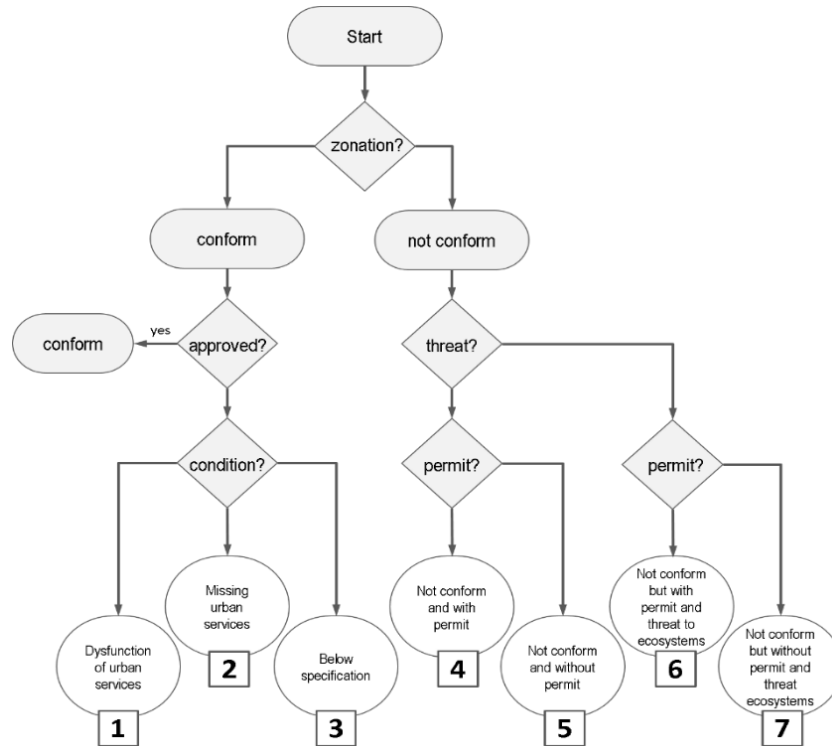 Start
zonation?
conform
not conform
yes
conform
approved?
threat?
condition?
permit?
permit?
Missing
urban
services
Not conform
and with
permit
Not conform
but with
permit and
threat to
ecosystems
Dysfunction
of urban
services
Below
specification
Not conform
and without
permit
Not conform
but without
permit and
threat
ecosystems
2
4
6
1
3
5
7